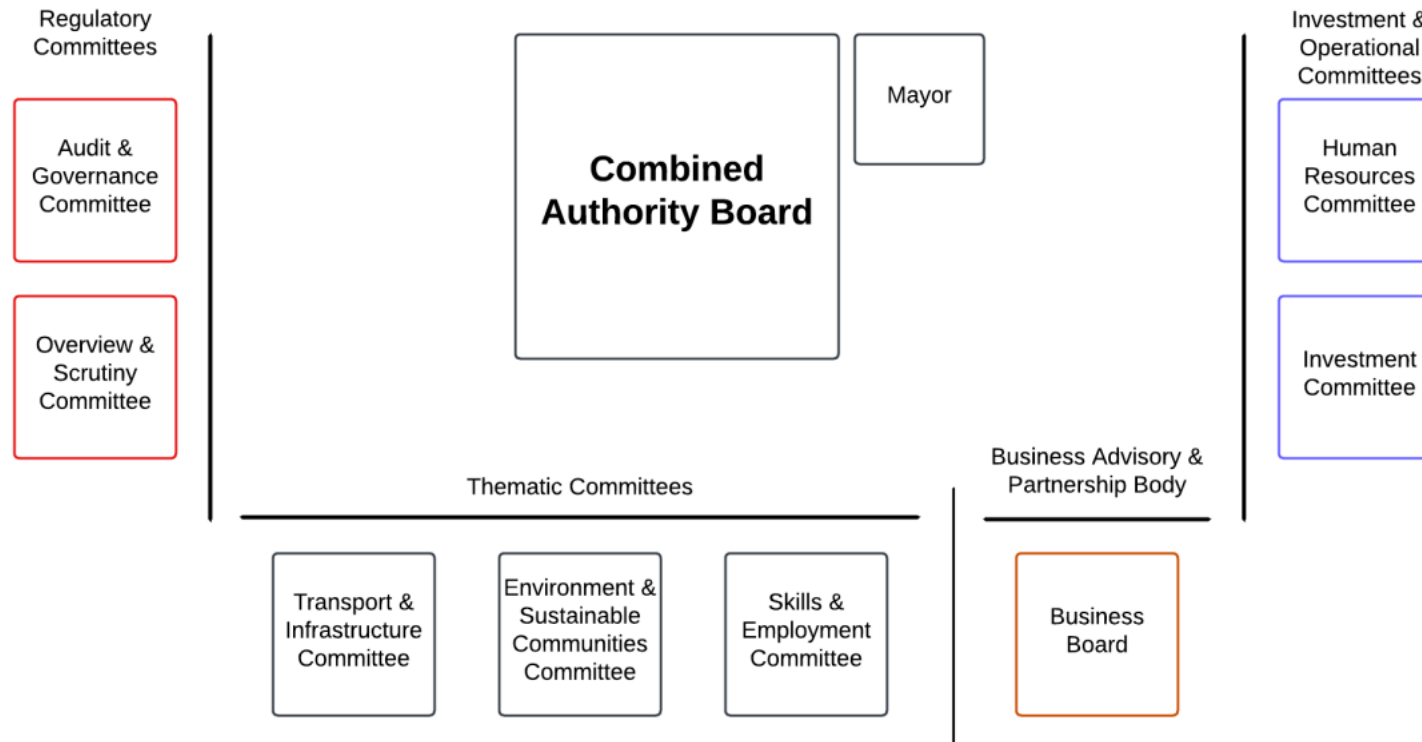 Regulatory
Committees
Audit &
Governance
Committee
Overview &
Scrutiny
Committee
Combined
Authority Board
Mayor
Investment &
Operational
Committees
Human
Resources
Committee
Investment
Committee
Thematic Committees
Transport &
Infrastructure
Committee
Environment &
Sustainable
Communities
Committee
Skills &
Employment
Committee
Business Advisory &
Partnership Body
Business
Board